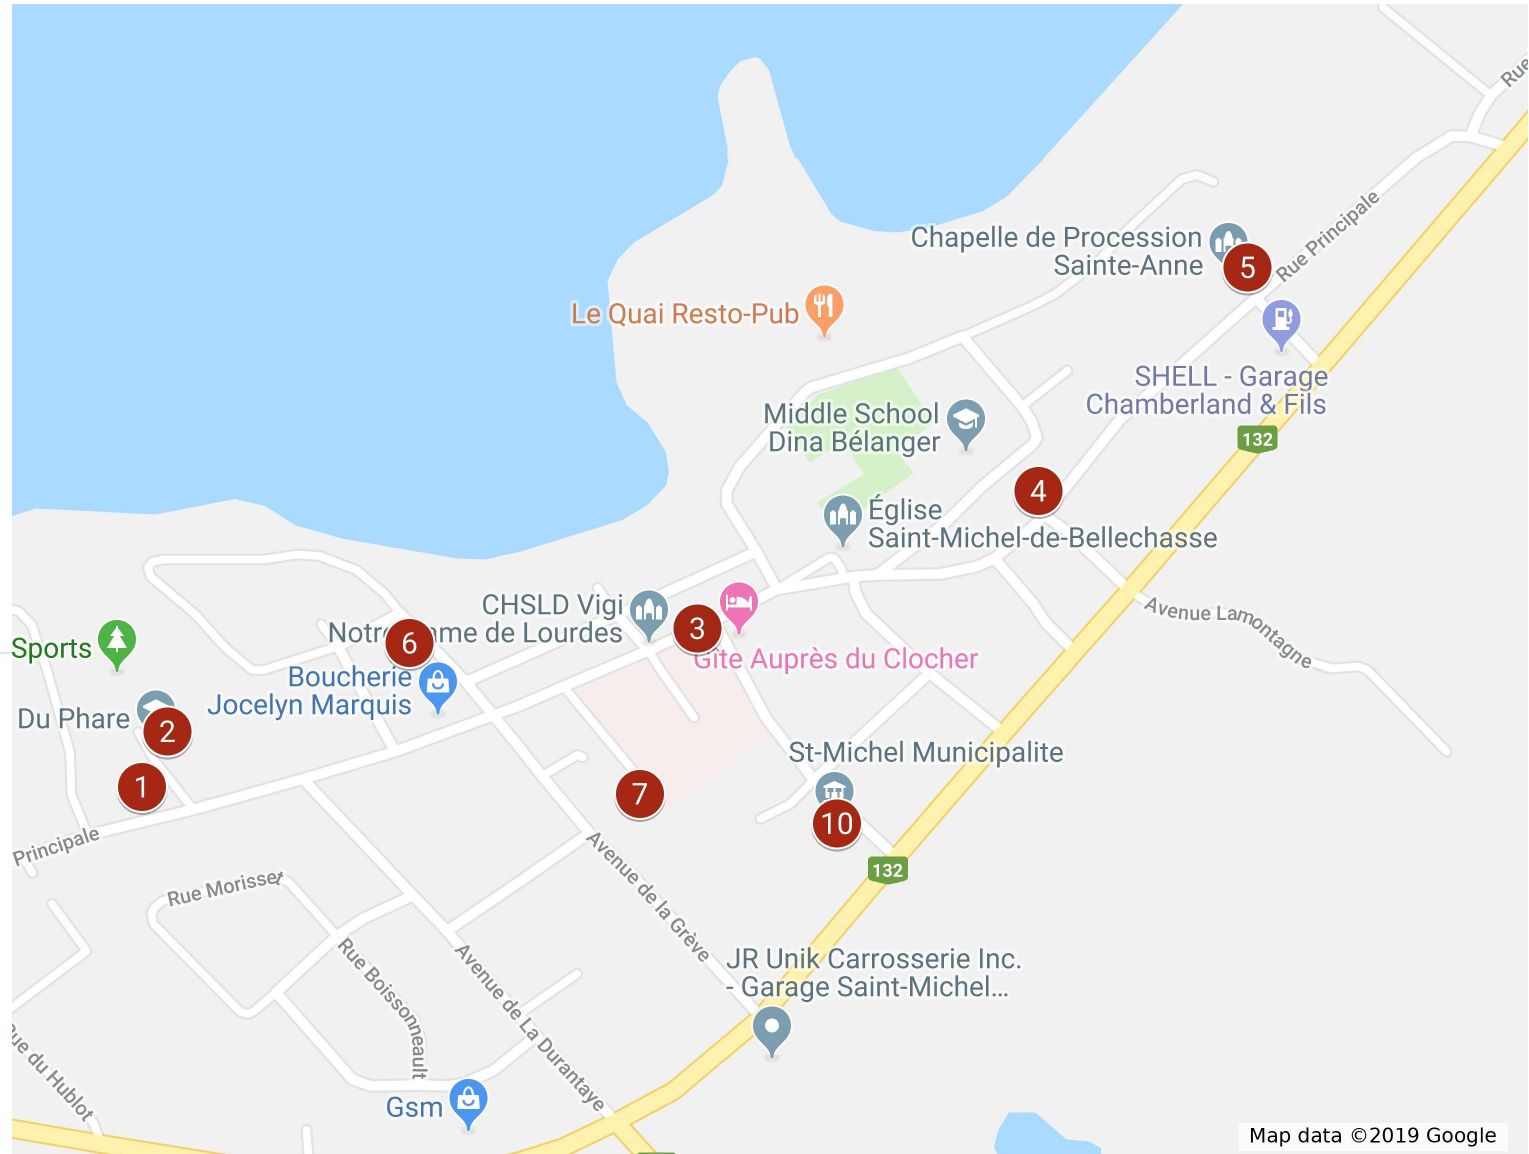 Rue
Chapelle de Procession
Sainte-Anne
5
Rue Principale
Le Quai Resto-Pub
SHELL - Garage
Chamberland & Fils
Middle School
Dina Bélanger
132
4
Église
Saint-Michel-de-Bellechasse
CHSLD Vigi
Notre de Lourdes
3
6
Avenue Lamontagne
Sports
Gîte Auprès du Clocher
Boucherie
Jocelyn Marquis
Du Phare
2
St-Michel Municipalite
1
7
10
Principale
132
Rue Morisset
Avenue de la Grève
Rue Boissonneault
Avenue de La Durantaye
JR Unik Carrosserie Inc.
- Garage Saint-Michel...
Rue du Hublot
Gsm
Map data ©2019 Google